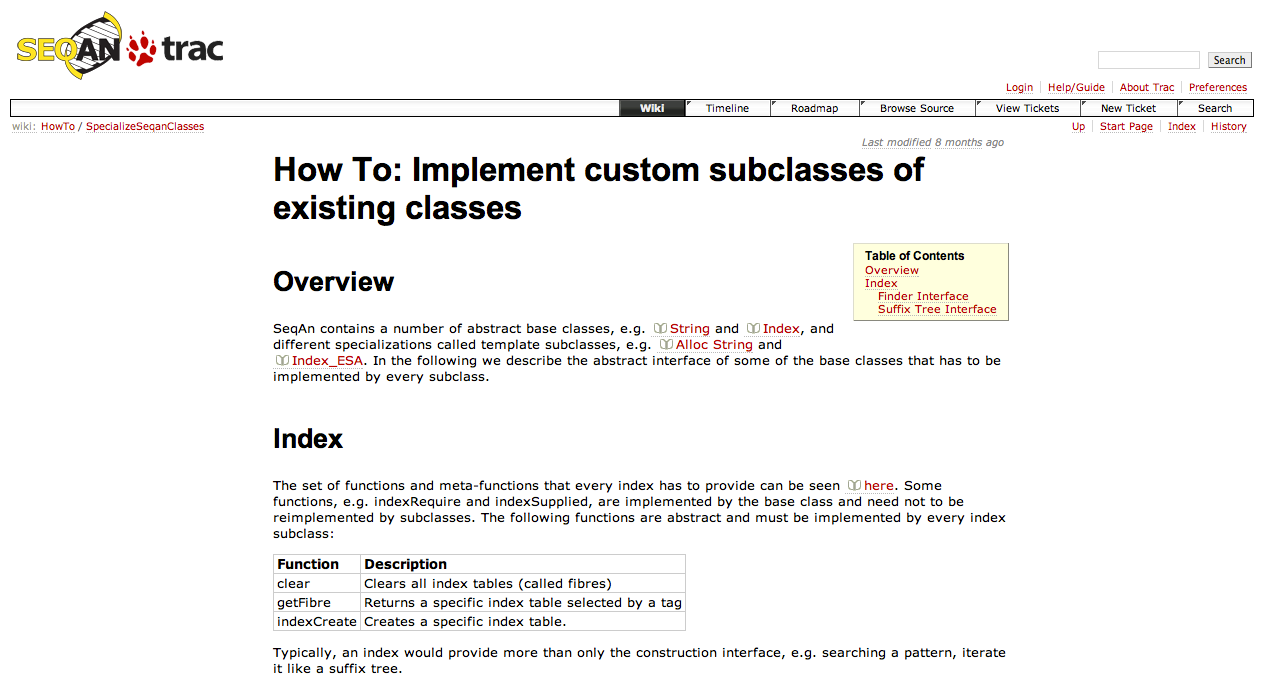 SEQAN trac
Search
Login Help/Guide About Trac Preferences
Wiki Timeline Roadmap Browse Source View Tickets New Ticket Search
wiki: HowTo / SpecializeSeqanClasses
Up Start Page Index History
Last modified 8 months ago
How To: Implement custom subclasses of
existing classes
Table of Contents
Overview
Index
Finder Interface
Suffix Tree Interface
Overview
SeqAn contains a number of abstract base classes, e.g. String and Index, and
different specializations called template subclasses, e.g. Alloc String and
Index_ESA. In the following we describe the abstract interface of some of the base classes that has to be
implemented by every subclass.
Index
The set of functions and meta-functions that every index has to provide can be seen here. Some
functions, e.g. indexRequire and indexSupplied, are implemented by the base class and need not to be
reimplemented by subclasses. The following functions are abstract and must be implemented by every index
subclass:
Function Description
clear Clears all index tables (called fibres)
getFibre Returns a specific index table selected by a tag
indexCreate Creates a specific index table.
Typically, an index would provide more than only the construction interface, e.g. searching a pattern, iterate
it like a suffix tree.